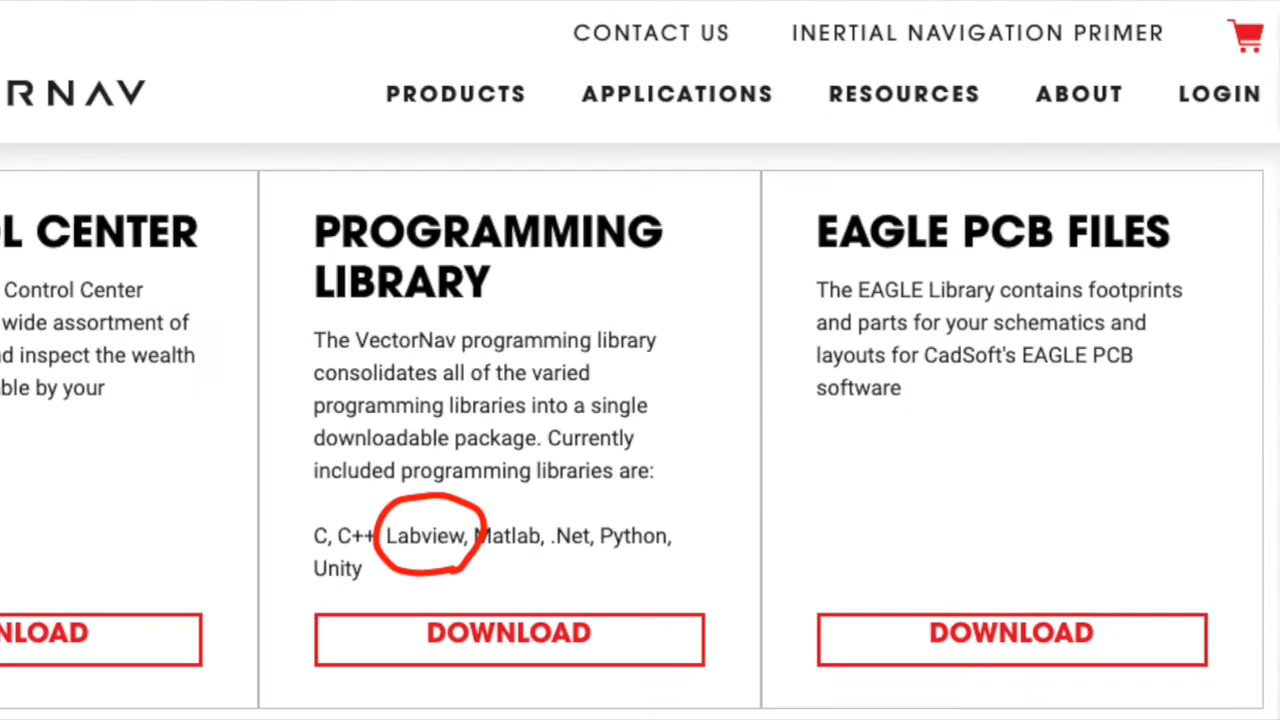 CONTACT US INERTIAL NAVIGATION PRIMER
RNAV PRODUCTS APPLICATIONS RESOURCES ABOUT LOGIN
L CENTER
Control Center
wide assortment of
d inspect the wealth
ble by your
NLOAD
PROGRAMMING
LIBRARY
The VectorNav programming library
consolidates all of the varied
programming libraries into a single
downloadable package. Currently
included programming libraries are:
C, C++ Labview, Matlab, .Net, Python,
Unity
DOWNLOAD
EAGLE PCB FILES
The EAGLE Library contains footprints
and parts for your schematics and
layouts for CadSoft's EAGLE PCB
software
DOWNLOAD